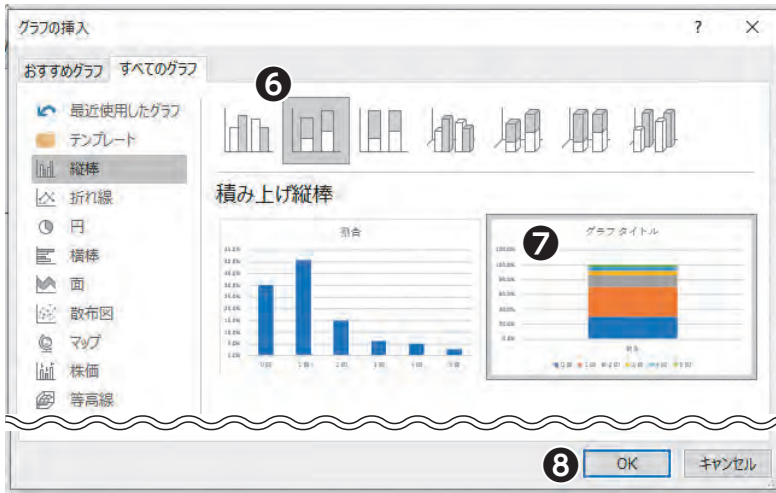 グラフの挿入
?
×
おすすめグラフ
すべてのグラフ
❻
最近使用したグラフ
テンプレート
縦棒
折れ線
円
横棒
面
散布図
マップ
株価
等高線
積み上げ縦棒
割合
❼
グラフ タイトル
❽
OK
キャンセル